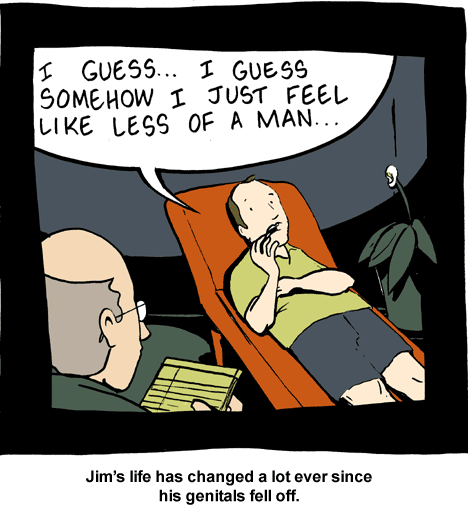 I GUESS... I GUESS
SOMEHOW I JUST FEEL
LIKE LESS OF A MAN...
Jim's life has changed a lot ever since
his genitals fell off.